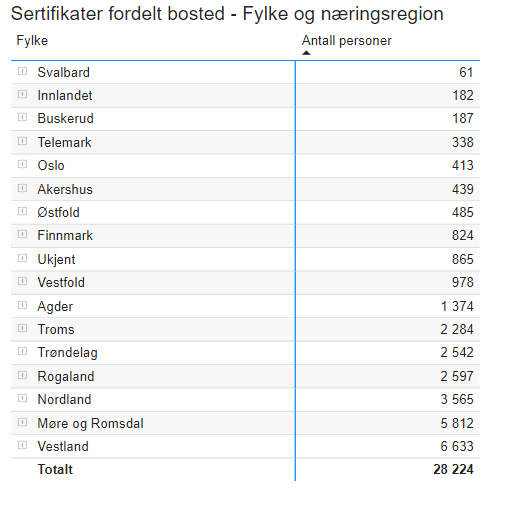 Sertifikater fordelt bosted - Fylke og næringsregion
Fylke Antall personer
Svalbard 61
Innlandet 182
Buskerud 187
Telemark 338
Oslo 413
Akershus 439
Østfold 485
Finnmark 824
Ukjent 865
Vestfold 978
Agder 1 374
Troms 2 284
Trøndelag 2 542
Rogaland 2 597
Nordland 3 565
Møre og Romsdal 5 812
Vestland 6 633
Totalt 28 224